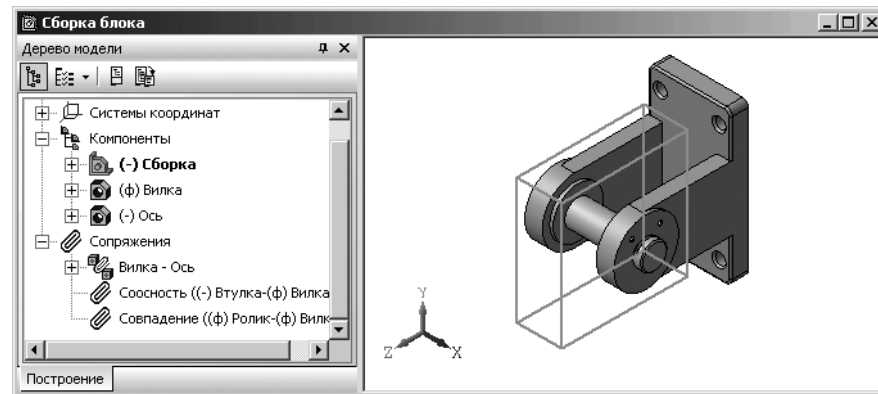 Сборка блока
Дерево модели
Системы координат
Компоненты
(-) Сборка
(ф) Вилка
(-) Ось
Сопряжения
Вилка - Ось
Соосность ((-) Втулка-(ф) Вилка
Совпадение ((ф) Ролик-(ф) Вилк
Построение
Y
Z
X